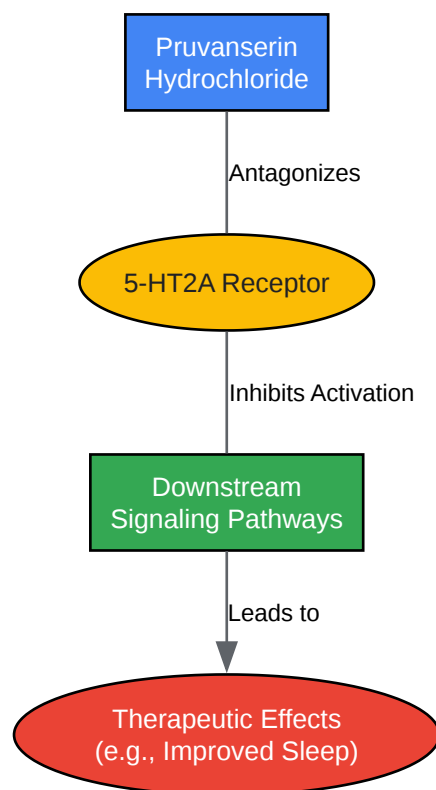 Pruvanserin
Hydrochloride
Antagonizes
5-HT2A Receptor
Inhibits Activation
Downstream
Signaling Pathways
Leads to
Therapeutic Effects
(e.g., Improved Sleep)